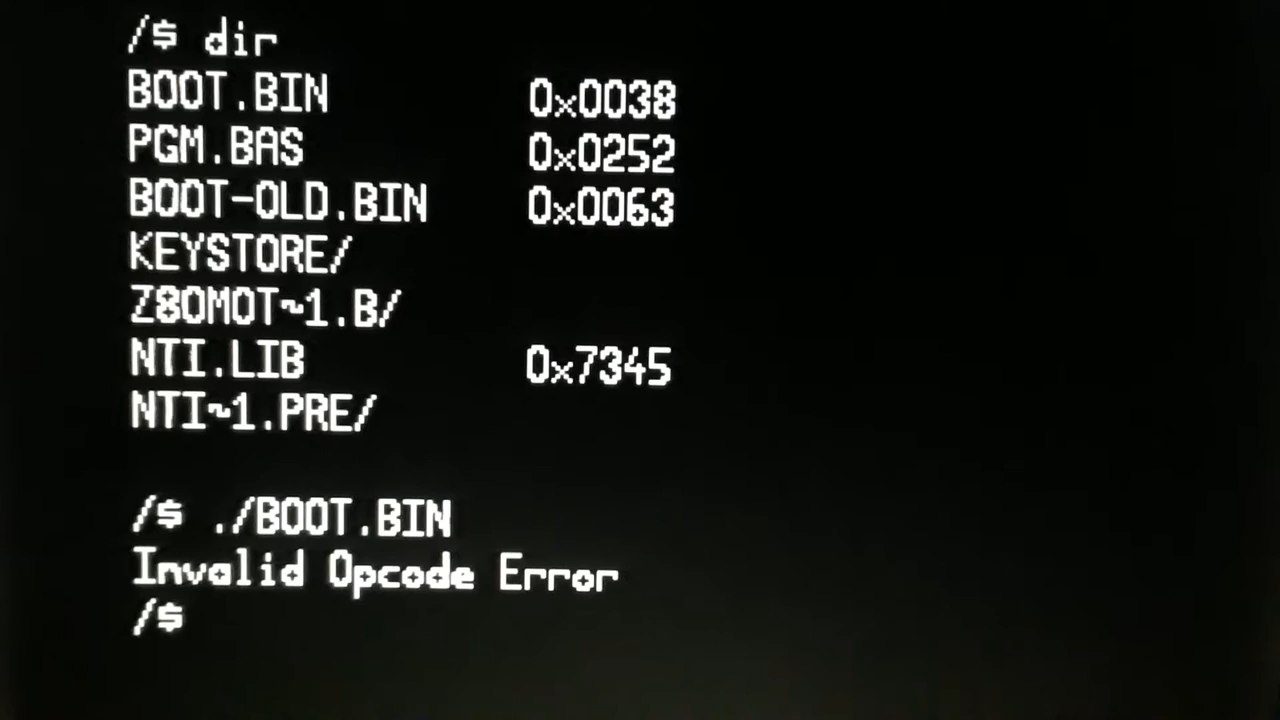 /$ dir
BOOT.BIN 0x0038
PGM.BAS 0x0252
BOOT-OLD.BIN 0x0063
KEYSTORE/
Z80MOT~1.B/
NTI.LIB 0x7345
NTI~1.PRE/
/$ ./BOOT.BIN
Invalid Opcode Error
/$